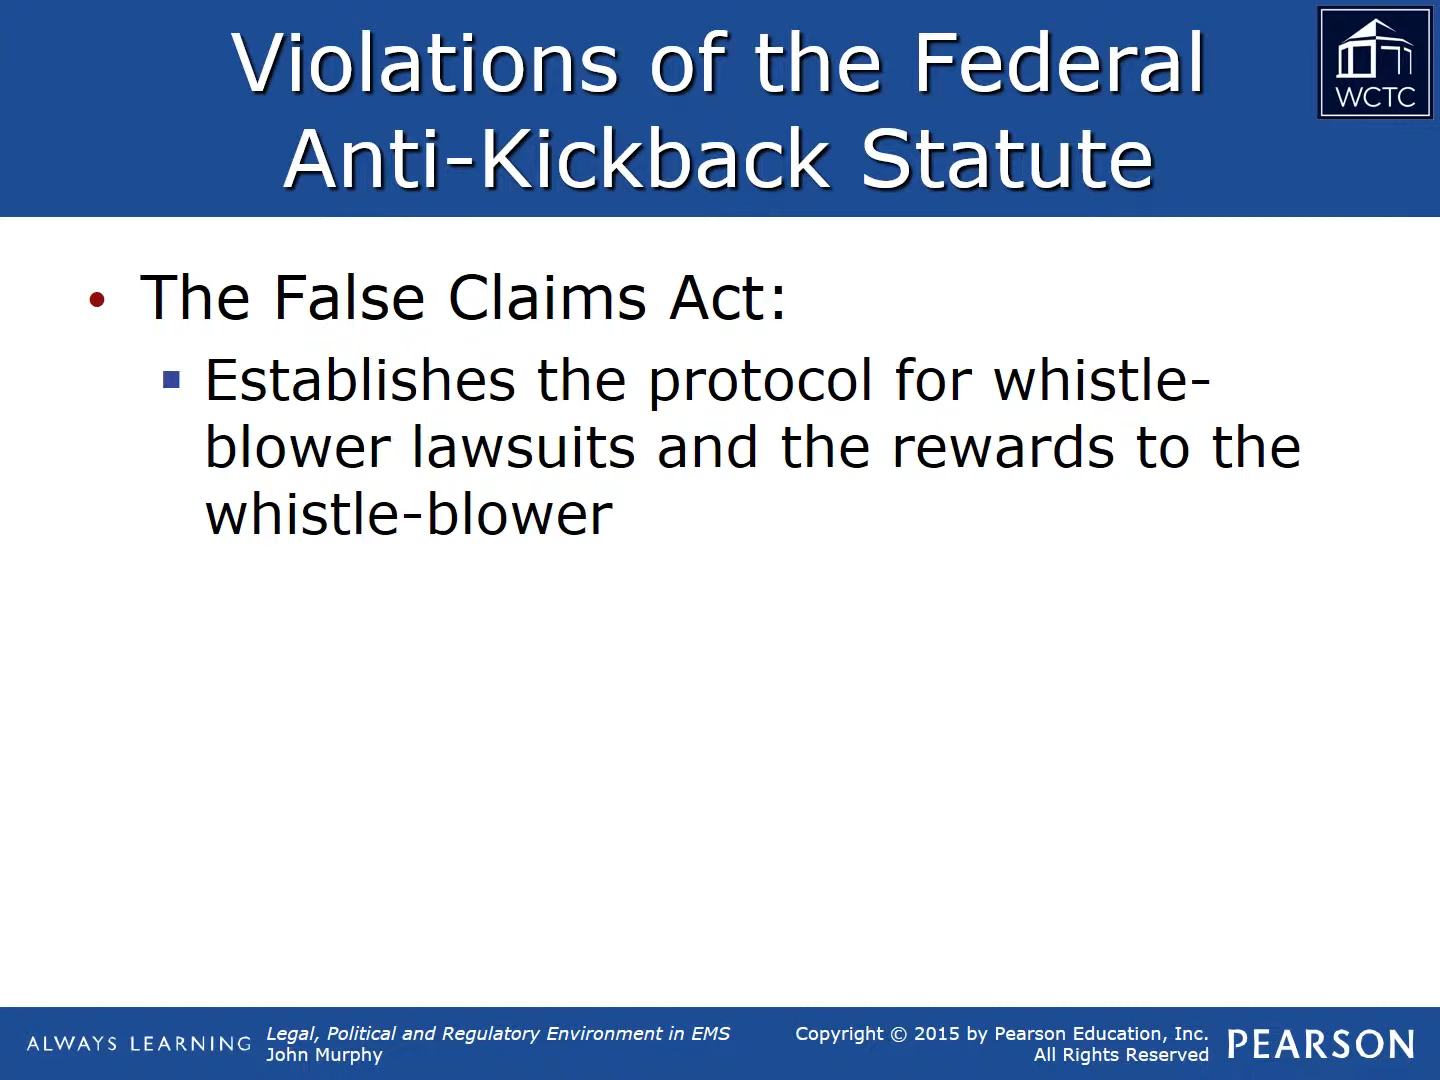 Violations of the Federal
Anti-Kickback Statute
WCTC
• The False Claims Act:
▪ Establishes the protocol for whistle-
blower lawsuits and the rewards to the
whistle-blower
ALWAYS LEARNING
Legal, Political and Regulatory Environment in EMS
John Murphy
Copyright © 2015 by Pearson Education, Inc.
All Rights Reserved
PEARSON